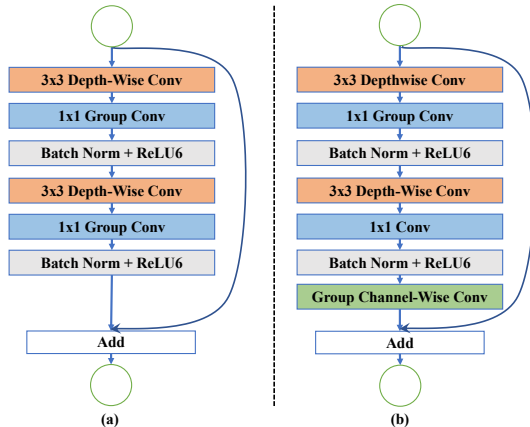 3x3 Depth-Wise Conv
1x1 Group Conv
Batch Norm + ReLU6
3x3 Depth-Wise Conv
1x1 Group Conv
Batch Norm + ReLU6
Add
(a)
3x3 Depthwise Conv
1x1 Group Conv
Batch Norm + ReLU6
3x3 Depth-Wise Conv
1x1 Conv
Batch Norm + ReLU6
Group Channel-Wise Conv
Add
(b)